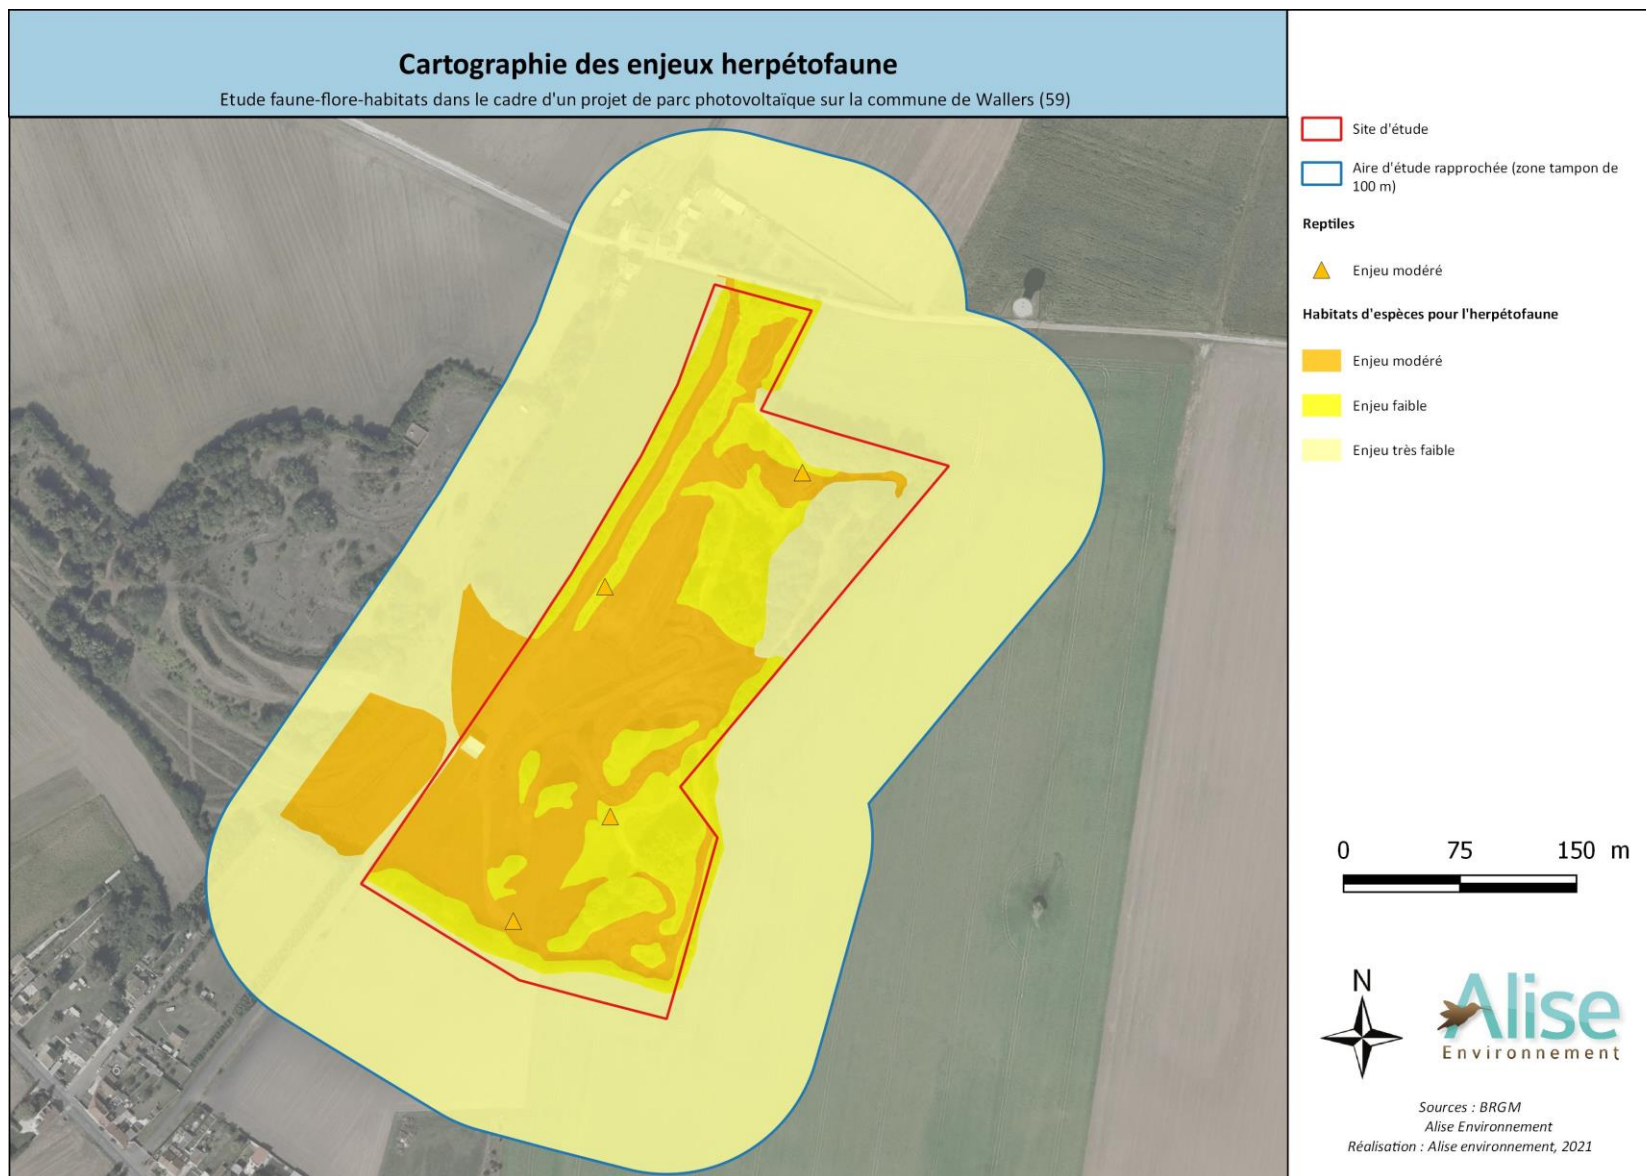 Cartographie des enjeux herpétofaune
Etude faune-flore-habitats dans le cadre d'un projet de parc photovoltaïque sur la commune de Wallers (59)
Site d'étude
Aire d'étude rapprochée (zone tampon de
100 m)
Reptiles
Enjeu modéré
Habitats d'espèces pour l'herpétofaune
Enjeu modéré
Enjeu faible
Enjeu très faible
0 75 150 m
N
Alise
Environnement
Sources : BRGM
Alise Environnement
Réalisation : Alise environnement, 2021